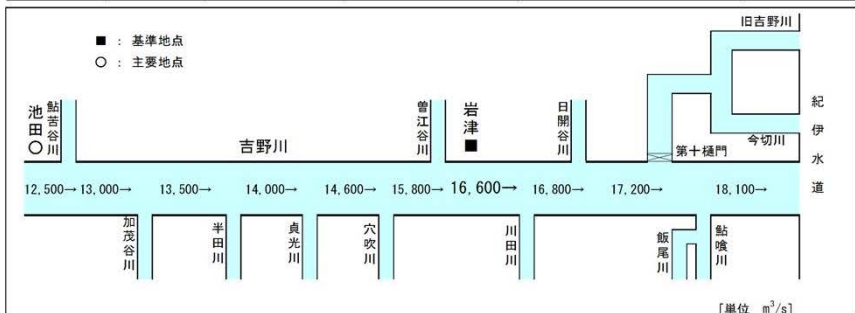 ■ : 基準地点
○ : 主要地点
旧吉野川
池田○
鮎苦谷川
吉野川
曽江谷川
岩津■
日開谷川
第十樋門
今切川
紀伊水道
12,500→ 13,000→ 13,500→ 14,000→ 14,600→ 15,800→ 16,600→ 16,800→ 17,200→ 18,100→
加茂谷川
半田川
貞光川
穴吹川
川田川
飯尾川
鮎喰川
[単位 m³/s]